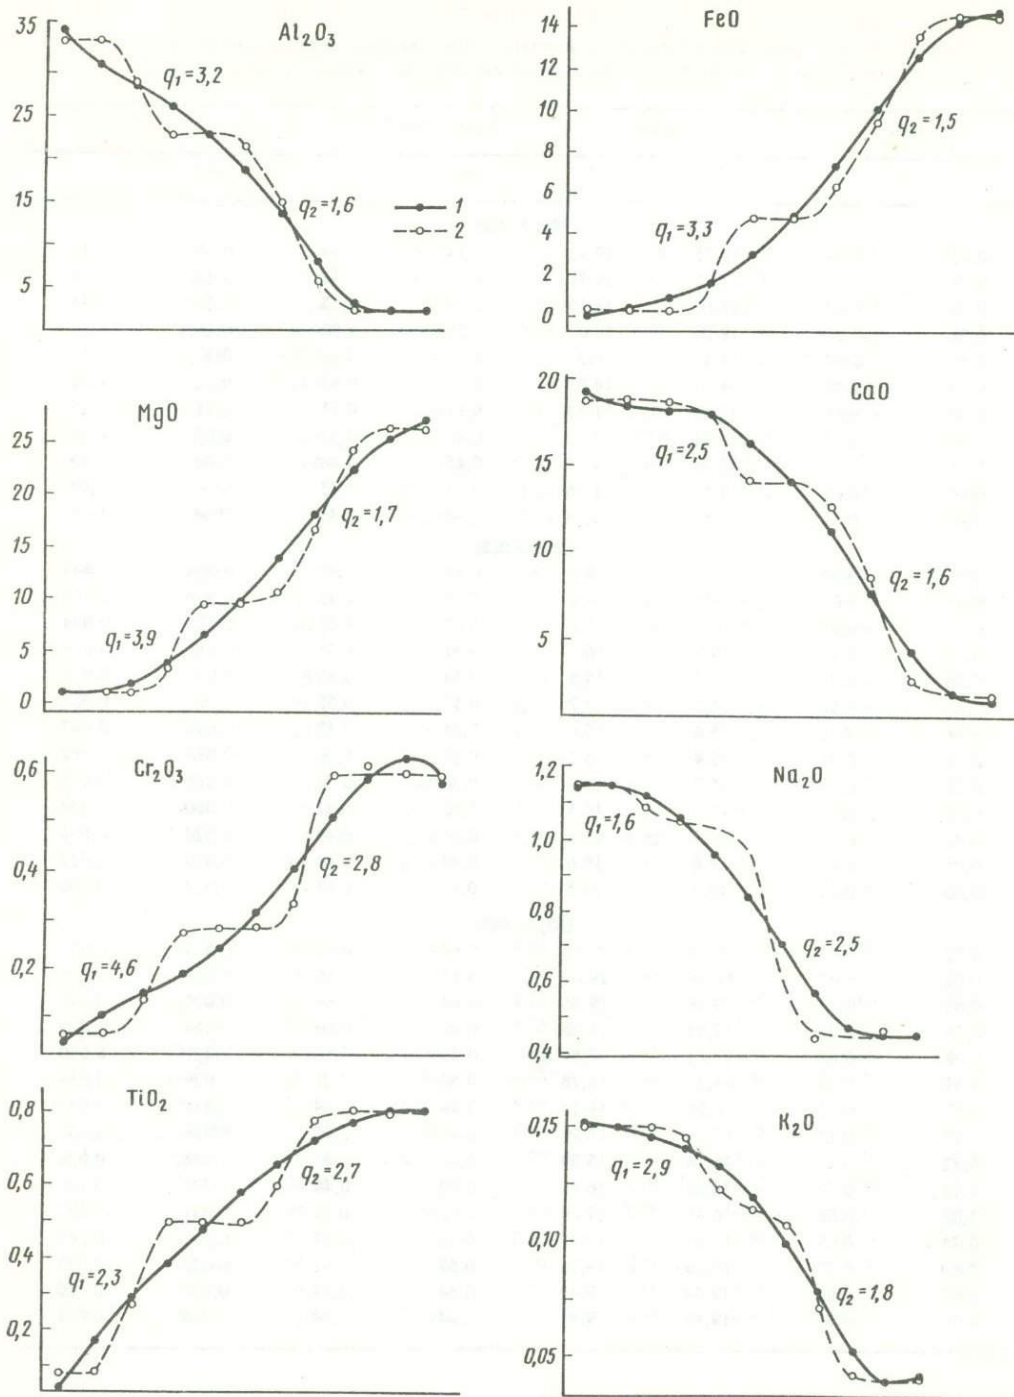 Al₂O₃
35
25
15
5
q₁=3,2
q₂=1,6
1
2
FeO
14
12
10
8
6
4
2
0
q₁=3,3
q₂=1,5
MgO
25
20
15
10
5
0
q₁=3,9
q₂=1,7
CaO
20
15
10
5
q₁=2,5
q₂=1,6
Cr₂O₃
0,6
0,4
0,2
q₁=4,6
q₂=2,8
Na₂O
1,2
1,0
0,8
0,6
0,4
q₁=1,6
q₂=2,5
TiO₂
0,8
0,6
0,4
0,2
q₁=2,3
q₂=2,7
K₂O
0,15
0,10
0,05
q₁=2,9
q₂=1,8